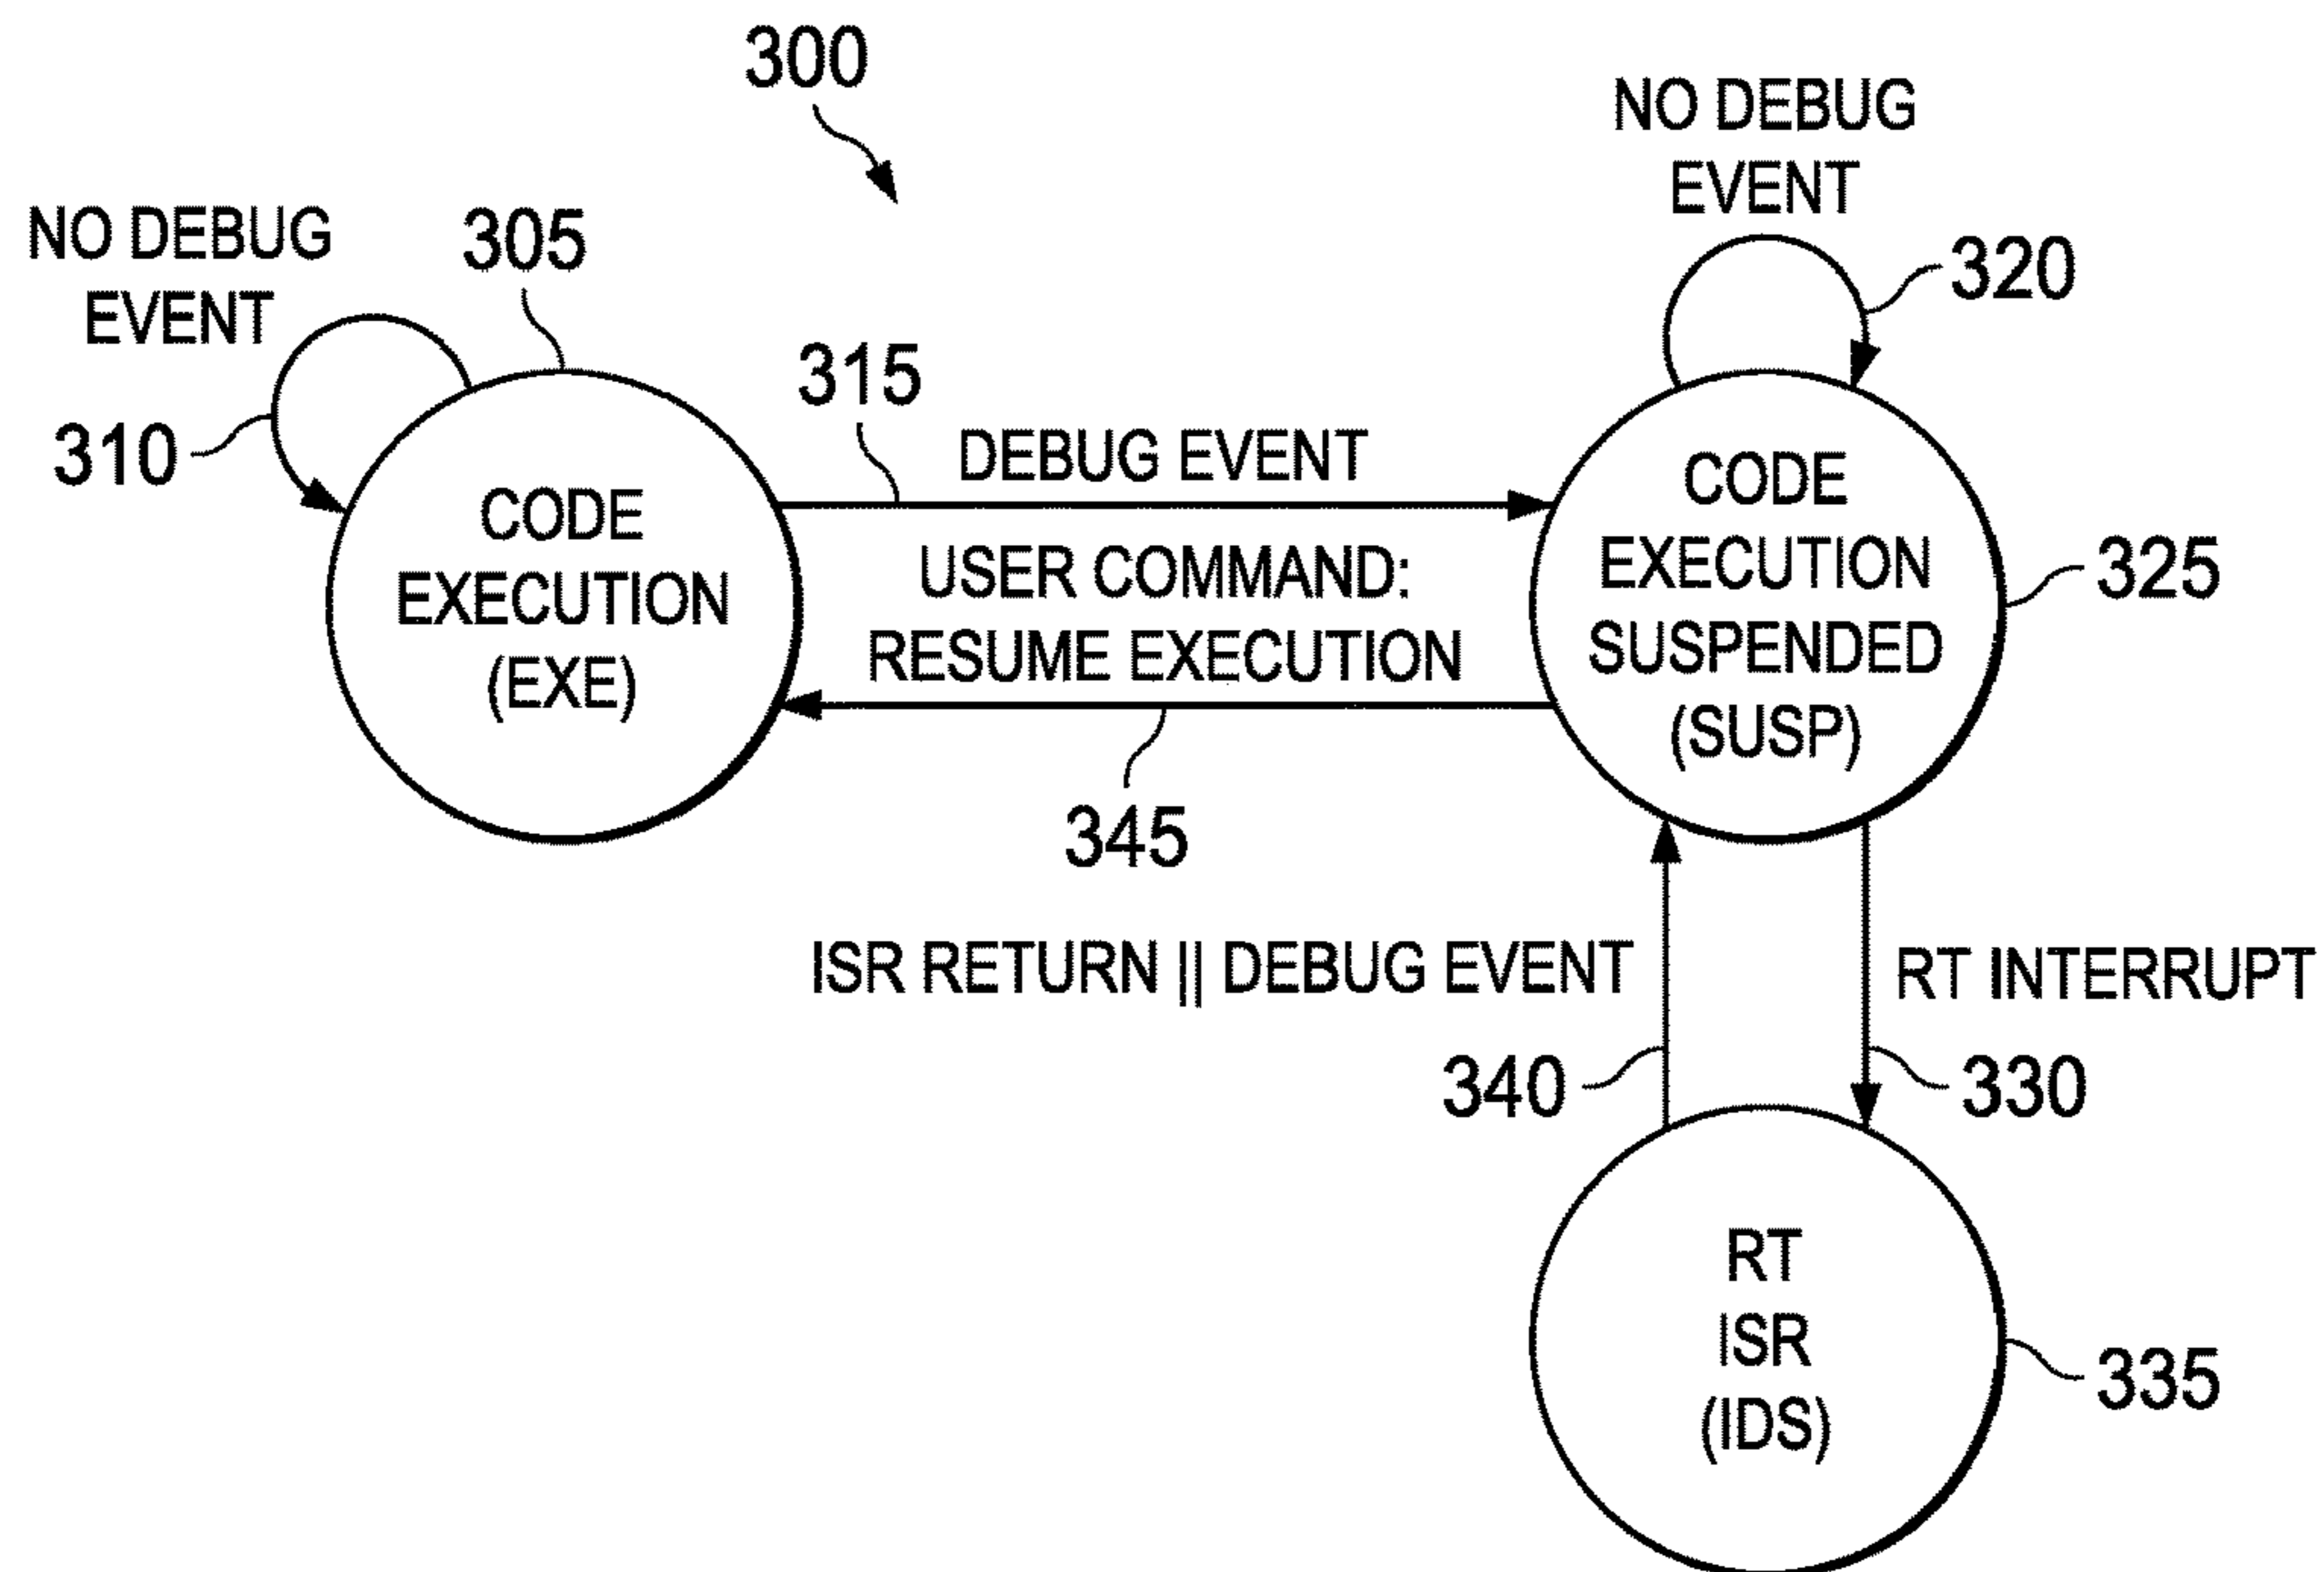 300
NO DEBUG
EVENT
320
NO DEBUG
EVENT
305
310
315
DEBUG EVENT
CODE
EXECUTION
(EXE)
USER COMMAND:
RESUME EXECUTION
345
CODE
EXECUTION
SUSPENDED
(SUSP)
325
ISR RETURN || DEBUG EVENT
RT INTERRUPT
340
330
RT
ISR
(IDS)
335